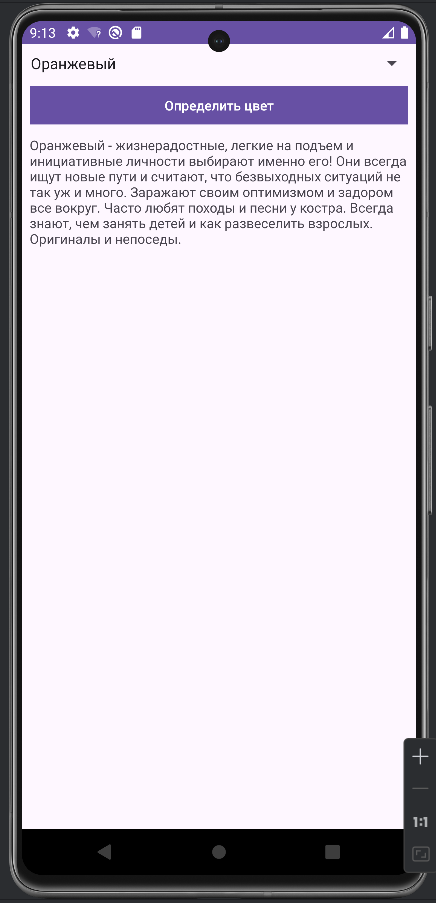 9:13
Оранжевый
Определить цвет
Оранжевый - жизнерадостные, легкие на подъем и
инициативные личности выбирают именно его! Они всегда
ищут новые пути и считают, что безвыходных ситуаций не
так уж и много. Заражают своим оптимизмом и задором
все вокруг. Часто любят походы и песни у костра. Всегда
знают, чем занять детей и как развеселить взрослых.
Оригиналы и непоседы.
1:1